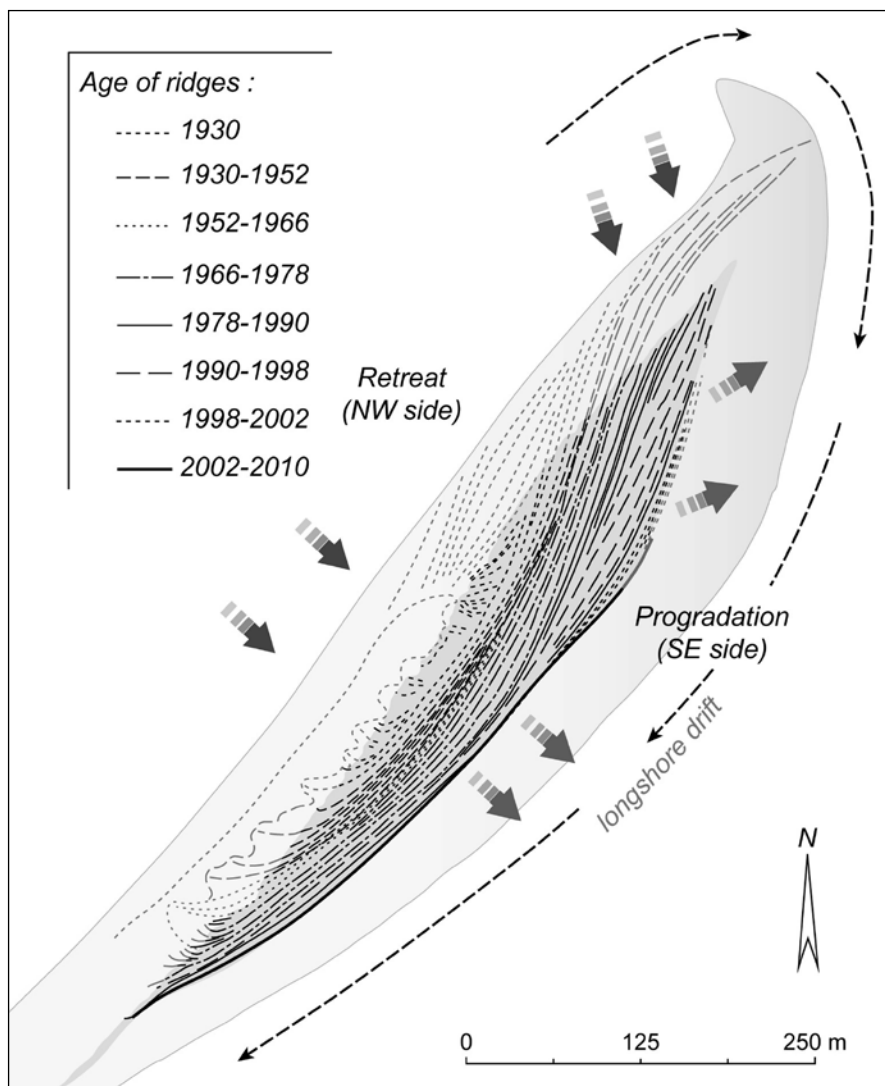 Age of ridges :
1930
1930-1952
1952-1966
1966-1978
1978-1990
1990-1998
1998-2002
2002-2010
Retreat
(NW side)
Progradation
(SE side)
longshore drift
N
0 125 250 m